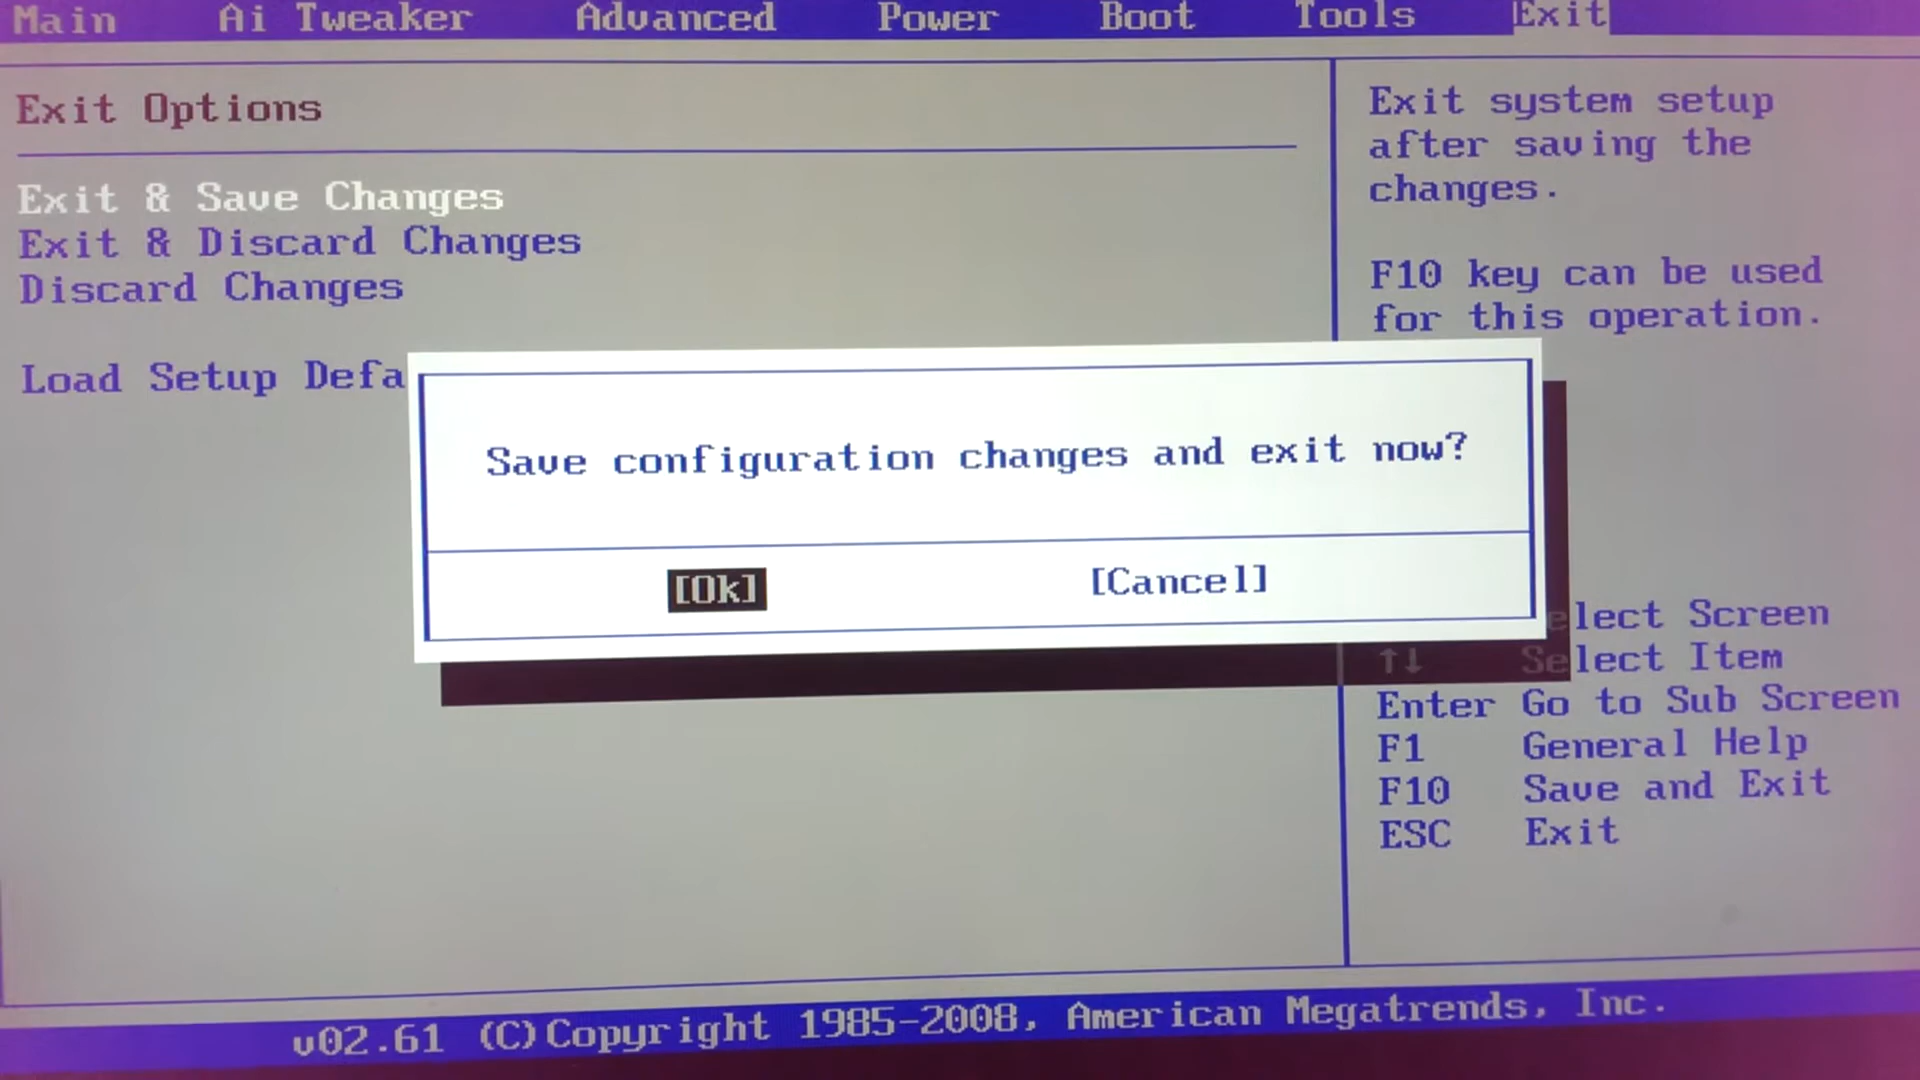 Main Ai Tweaker Advanced Power Boot Tools Exit
Exit Options
Exit & Save Changes
Exit & Discard Changes
Discard Changes
Load Setup Defa
Exit system setup
after saving the
changes.
F10 key can be used
for this operation.
Save configuration changes and exit now?
[Ok] [Cancel]
elect Screen
↑↓ Select Item
Enter Go to Sub Screen
F1 General Help
F10 Save and Exit
ESC Exit
v02.61 (C)Copyright 1985-2008, American Megatrends, Inc.